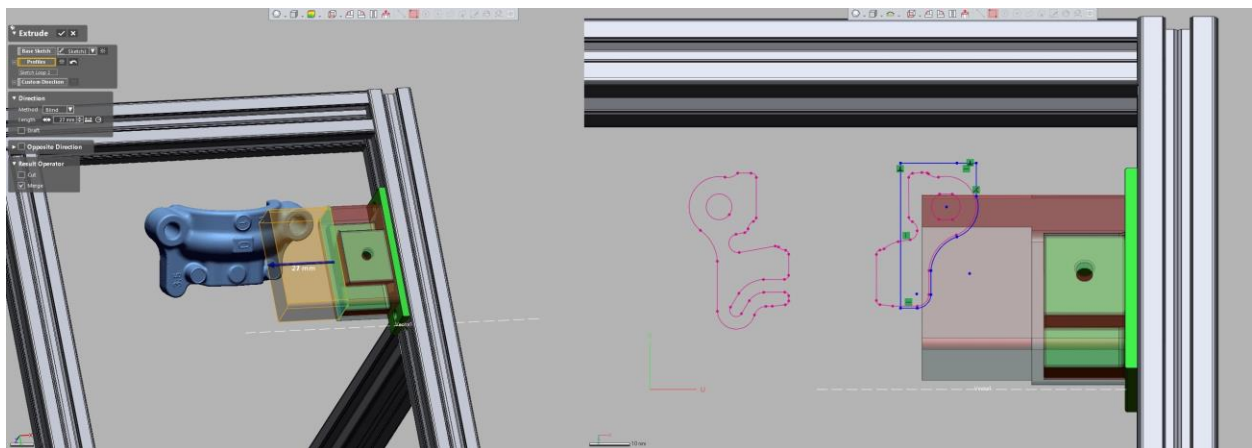 Extrude
Base Sketch
Profiles
Sketch Loop 1
Custom Direction
Direction
Method Blind
Length 27 mm
Draft
Opposite Direction
Result Operator
Cut
Merge
27 mm
10 mm